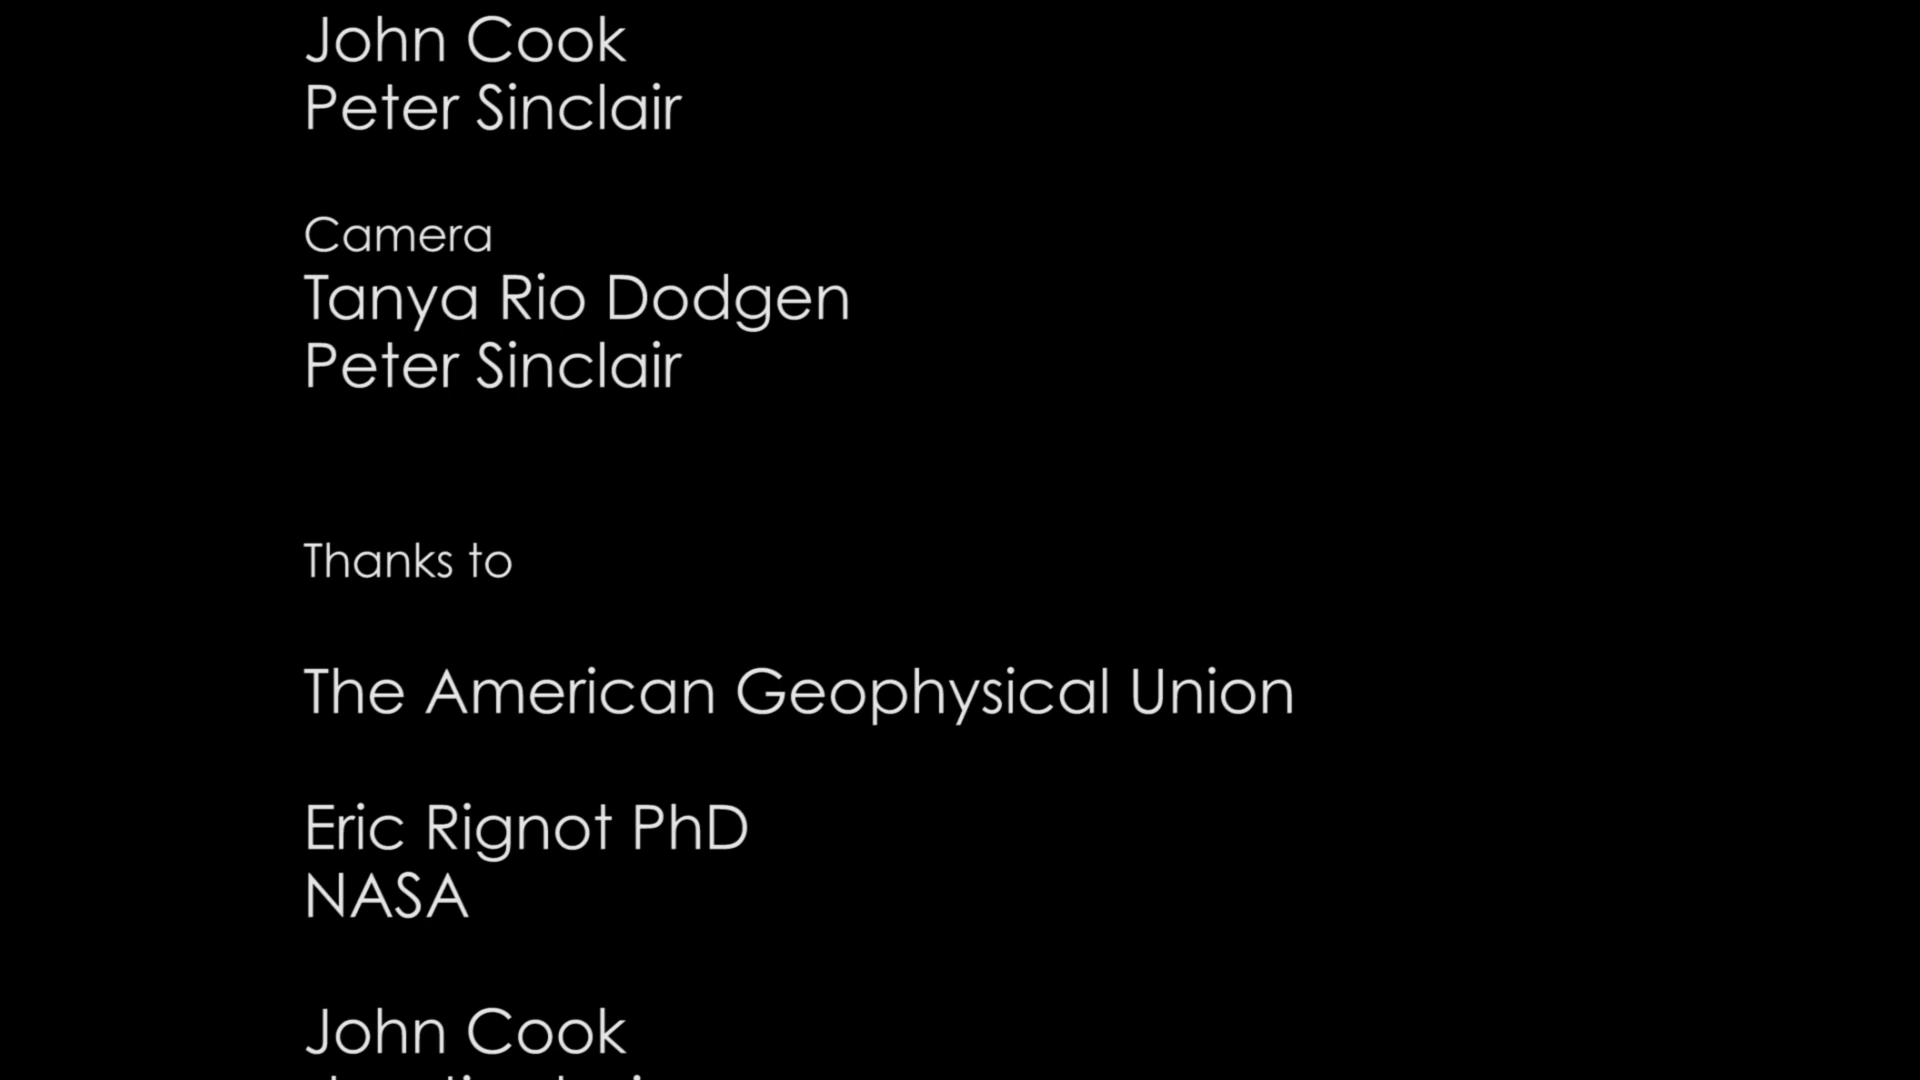 John Cook
Peter Sinclair
Camera
Tanya Rio Dodgen
Peter Sinclair
Thanks to
The American Geophysical Union
Eric Rignot PhD
NASA
John Cook